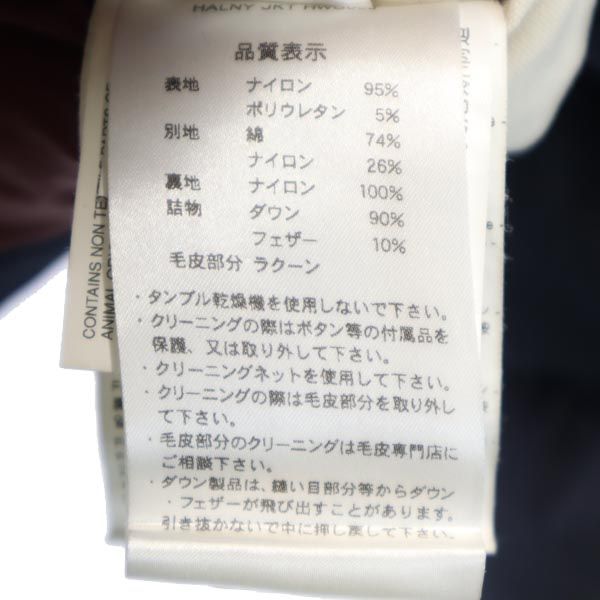 HALNY JKT
品質表示
表地 ナイロン 95%
ポリウレタン 5%
別地 綿 74%
ナイロン 26%
裏地 ナイロン 100%
詰物 ダウン 90%
フェザー 10%
毛皮部分 ラクーン
・タンブル乾燥機を使用しないで下さい。
・クリーニングの際はボタン等の付属品を
保護、又は取り外して下さい。
・クリーニングネットを使用して下さい。
・クリーニングの際は毛皮部分を取り外し
て下さい。
・毛皮部分のクリーニングは毛皮専門店に
ご相談下さい。
・ダウン製品は、縫い目部分等からダウン
・フェザーが飛び出すことがあります。
引き抜かないで中に押し戻して下さい。
CONTAINS NON
ANIMAL